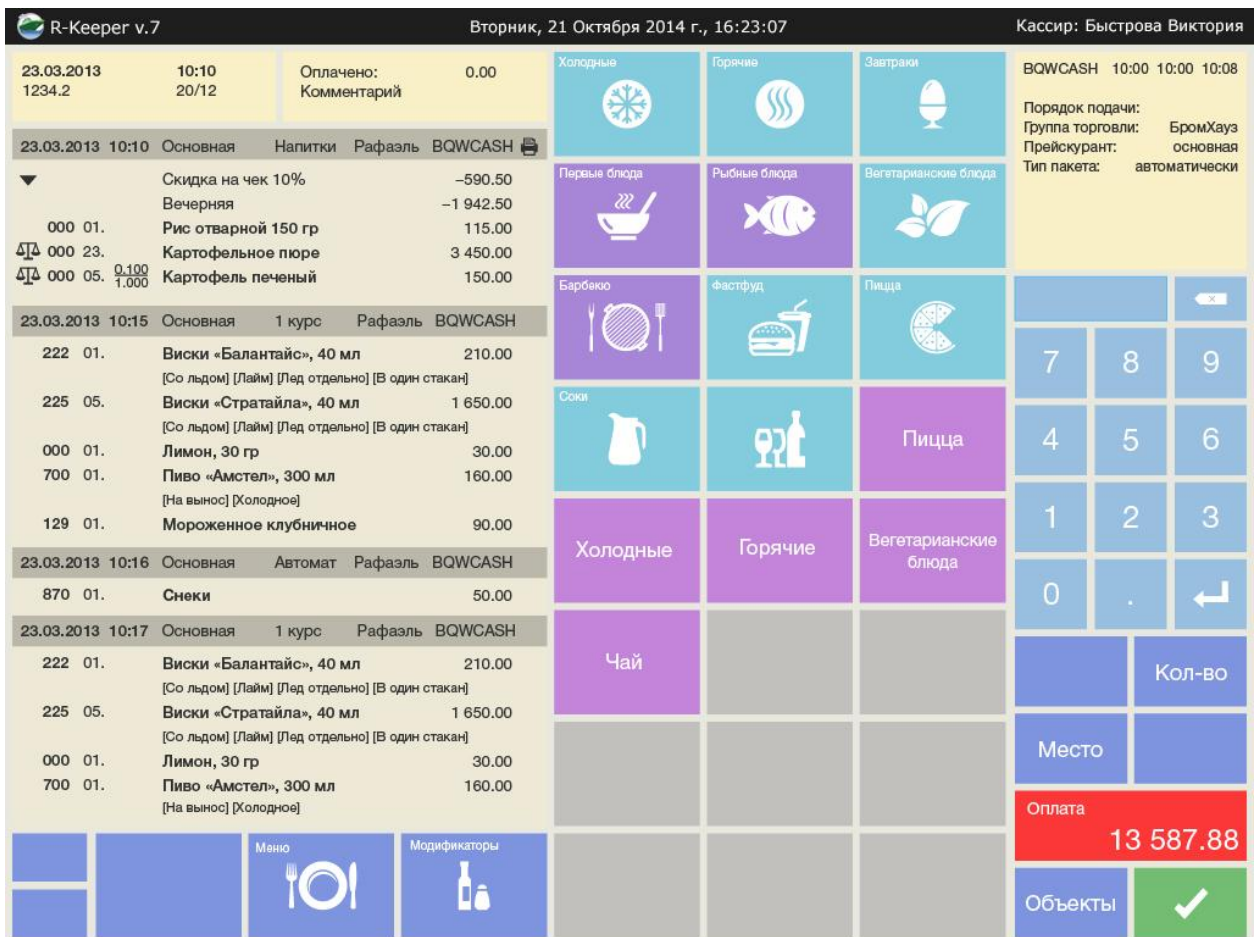 R-Keeper v.7
Вторник, 21 Октября 2014 г., 16:23:07
Кассир: Быстрова Виктория
23.03.2013 10:10 Оплачено: 0.00
1234.2 20/12 Комментарий
23.03.2013 10:10 Основная Напитки Рафаэль BQWCASH
Скидка на чек 10% –590.50
Вечерняя –1 942.50
000 01. Рис отварной 150 гр 115.00
000 23. Картофельное пюре 3 450.00
000 05. 0.100 1.000 Картофель печеный 150.00
23.03.2013 10:15 Основная 1 курс Рафаэль BQWCASH
222 01. Виски «Балантайс», 40 мл 210.00
[Со льдом] [Лайм] [Лед отдельно] [В один стакан]
225 05. Виски «Стратайла», 40 мл 1 650.00
[Со льдом] [Лайм] [Лед отдельно] [В один стакан]
000 01. Лимон, 30 гр 30.00
700 01. Пиво «Амстел», 300 мл 160.00
[На вынос] [Холодное]
129 01. Мороженное клубничное 90.00
23.03.2013 10:16 Основная Автомат Рафаэль BQWCASH
870 01. Снеки 50.00
23.03.2013 10:17 Основная 1 курс Рафаэль BQWCASH
222 01. Виски «Балантайс», 40 мл 210.00
[Со льдом] [Лайм] [Лед отдельно] [В один стакан]
225 05. Виски «Стратайла», 40 мл 1 650.00
[Со льдом] [Лайм] [Лед отдельно] [В один стакан]
000 01. Лимон, 30 гр 30.00
700 01. Пиво «Амстел», 300 мл 160.00
[На вынос] [Холодное]
Меню
Модификаторы
Холодные
Горячие
Завтраки
Первые блюда
Рыбные блюда
Вегетарианские блюда
Барбекю
Фастфуд
Пицца
Соки
Пицца
Холодные
Горячие
Вегетарианские
блюда
Чай
BQWCASH 10:00 10:00 10:08
Порядок подачи:
Группа торговли: БромХауз
Прейскурант: основная
Тип пакета: автоматически
7 8 9
4 5 6
1 2 3
0 .
Кол-во
Место
Оплата
13 587.88
Объекты